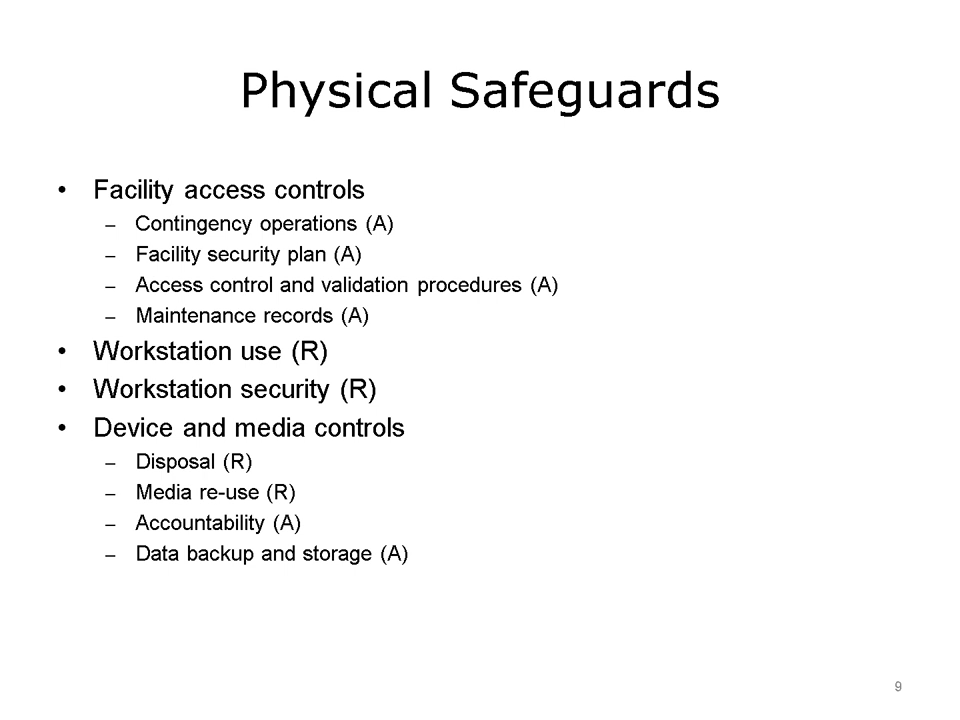 Physical Safeguards
• Facility access controls
– Contingency operations (A)
– Facility security plan (A)
– Access control and validation procedures (A)
– Maintenance records (A)
• Workstation use (R)
• Workstation security (R)
• Device and media controls
– Disposal (R)
– Media re-use (R)
– Accountability (A)
– Data backup and storage (A)
9